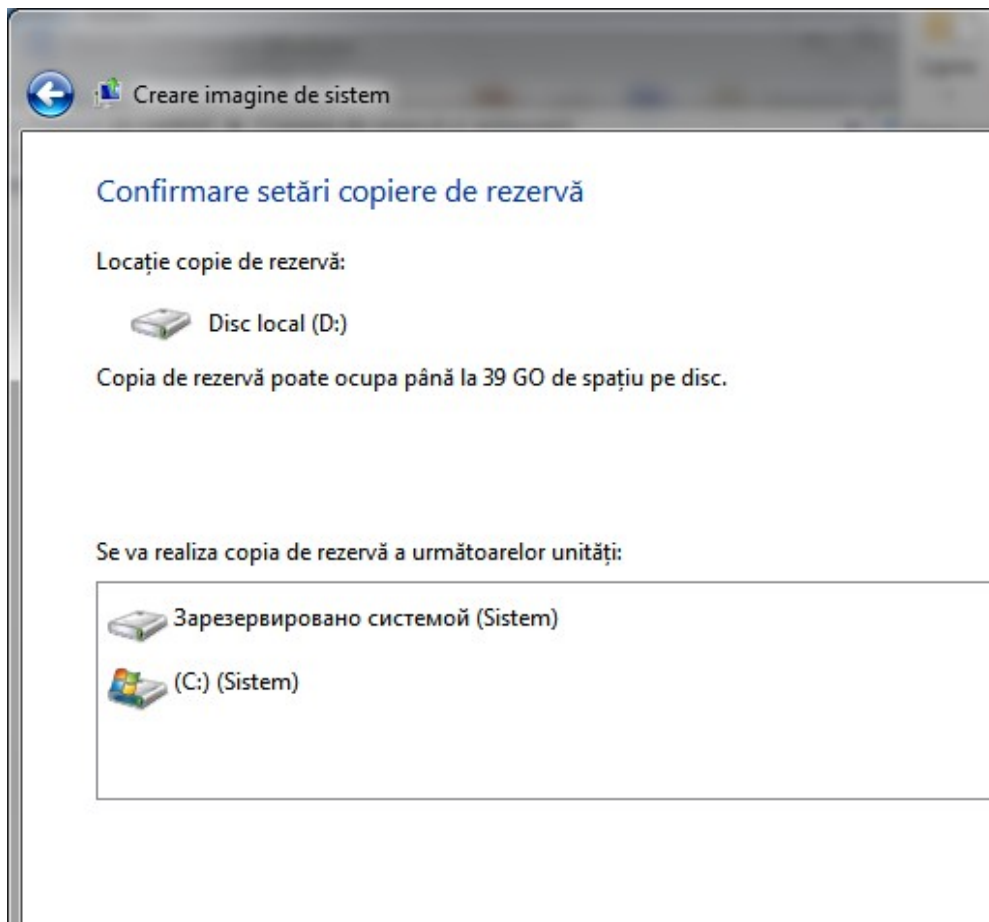 Creare imagine de sistem
Confirmare setări copiere de rezervă
Locație copie de rezervă:
Disc local (D:)
Copia de rezervă poate ocupa până la 39 GO de spațiu pe disc.
Se va realiza copia de rezervă a următoarelor unități:
Зарезервировано системой (Sistem)
(C:) (Sistem)